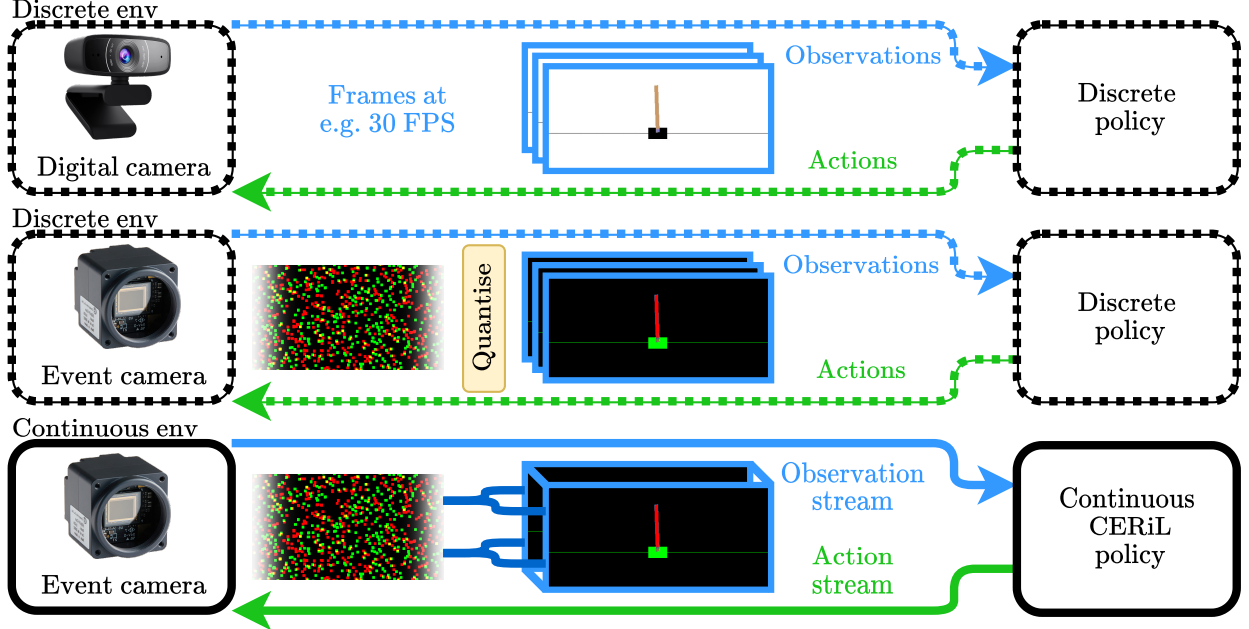 Discrete env
Digital camera
Frames at
e.g. 30 FPS
Observations
Actions
Discrete
policy
Discrete env
Event camera
Quantise
Observations
Actions
Discrete
policy
Continuous env
Event camera
Observation
stream
Action
stream
Continuous
CERiL
policy